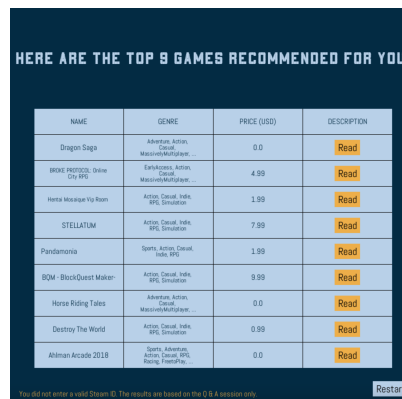 HERE ARE THE TOP 9 GAMES RECOMMENDED FOR YOU
NAME GENRE PRICE (USD) DESCRIPTION
Dragon Saga Adventure, Action, Casual, MassivelyMultiplayer, ... 0.0 Read
BROKE PROTOCOL: Online City RPG EarlyAccess, Action, Casual, MassivelyMultiplayer, ... 4.99 Read
Hentai Mosaique Vip Room Action, Casual, Indie, RPG, Simulation 1.99 Read
STELLATUM Action, Casual, Indie, RPG, Simulation 7.99 Read
Pandamonia Sports, Action, Casual, Indie, RPG 1.99 Read
BQM - BlockQuest Maker- Action, Casual, Indie, RPG, Simulation 9.99 Read
Horse Riding Tales Adventure, Action, Casual, MassivelyMultiplayer, ... 0.0 Read
Destroy The World Action, Casual, Indie, RPG, Simulation 0.99 Read
Ahlman Arcade 2018 Sports, Adventure, Action, Casual, RPG, Racing, FreetoPlay, ... 0.0 Read
You did not enter a valid Steam ID. The results are based on the Q & A session only.
Restar